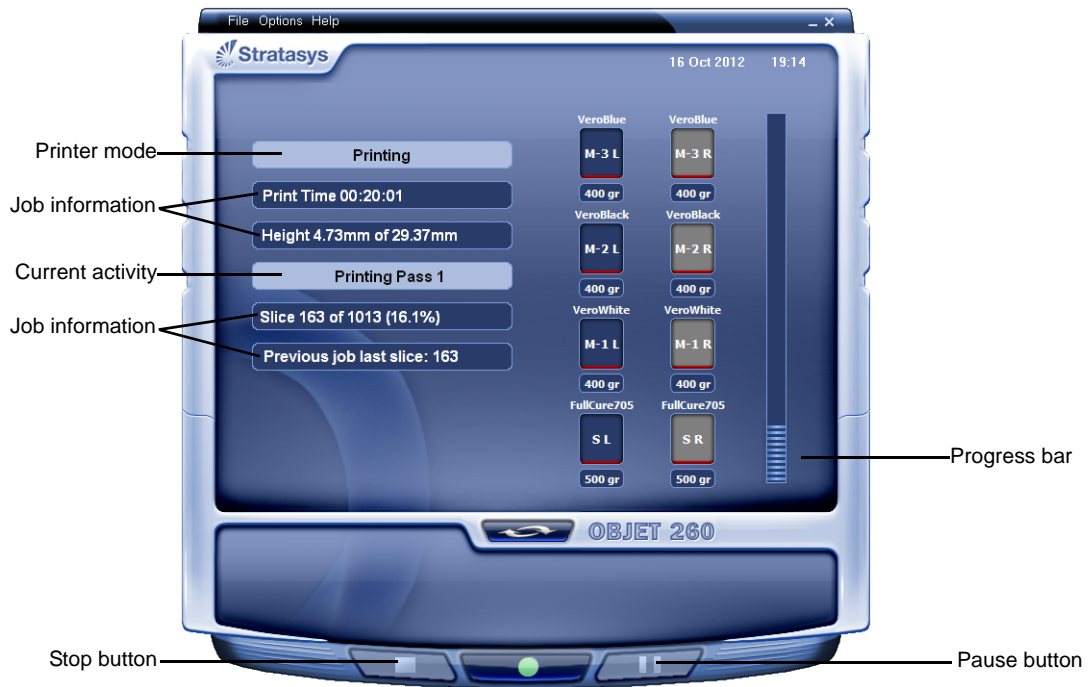 File Options Help
Stratasys
16 Oct 2012 19:14
Printer mode
Printing
Job information
Print Time 00:20:01
Height 4.73mm of 29.37mm
Current activity
Printing Pass 1
Job information
Slice 163 of 1013 (16.1%)
Previous job last slice: 163
VeroBlue VeroBlue
M-3 L M-3 R
400 gr 400 gr
VeroBlack VeroBlack
M-2 L M-2 R
400 gr 400 gr
VeroWhite VeroWhite
M-1 L M-1 R
400 gr 400 gr
FullCure705 FullCure705
S L S R
500 gr 500 gr
Progress bar
OBJET 260
Stop button
Pause button